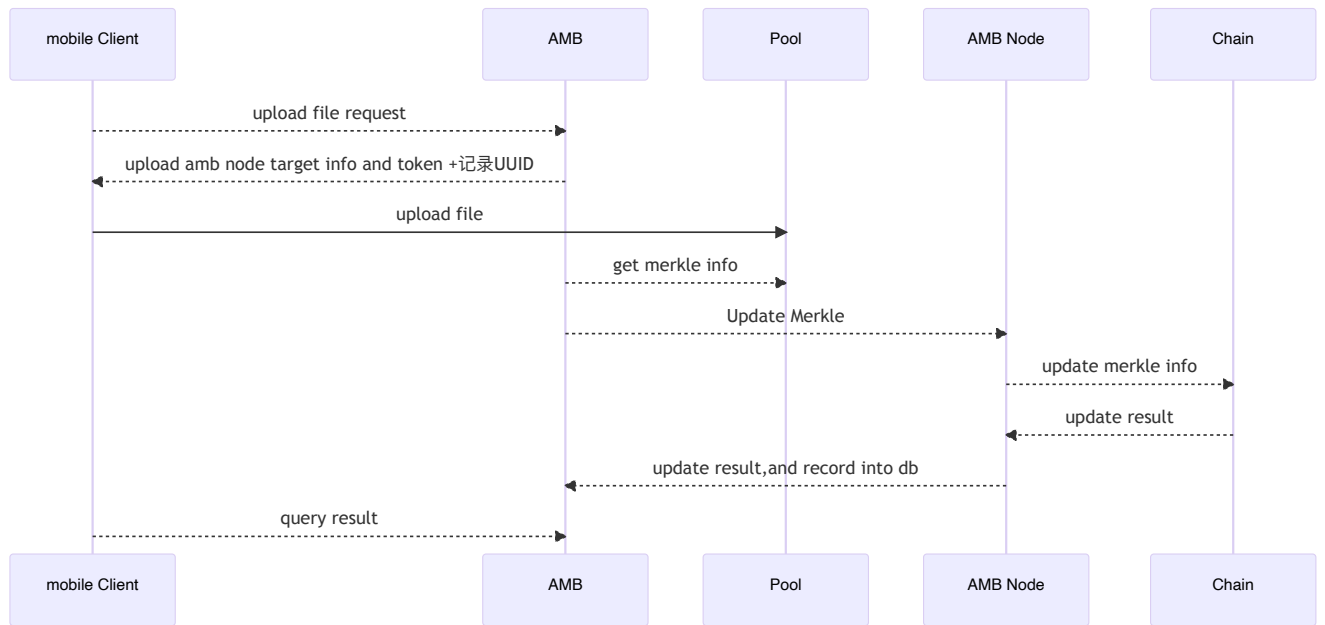 mobile Client
AMB
Pool
AMB Node
Chain
upload file request
upload amb node target info and token +记录UUID
upload file
get merkle info
Update Merkle
update merkle info
update result
update result,and record into db
query result
mobile Client
AMB
Pool
AMB Node
Chain